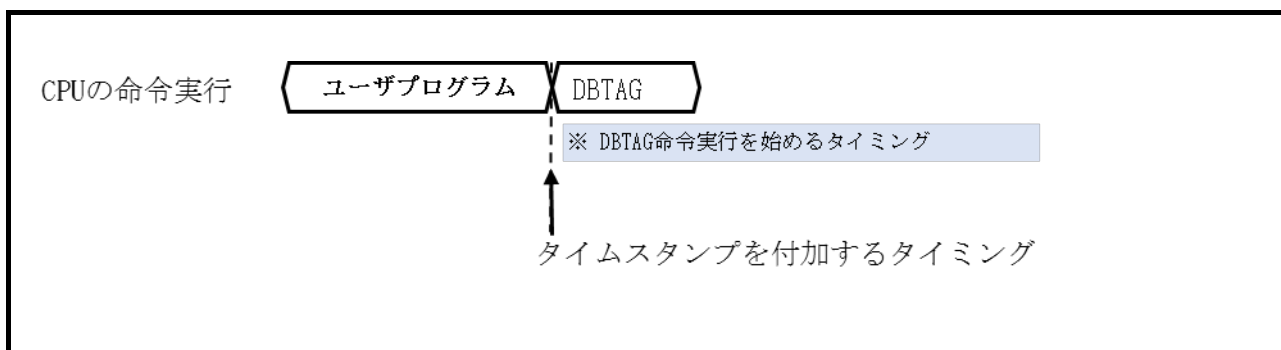 CPUの命令実行 ユーザプログラム DBTAG
※ DBTAG命令実行を始めるタイミング
タイムスタンプを付加するタイミング